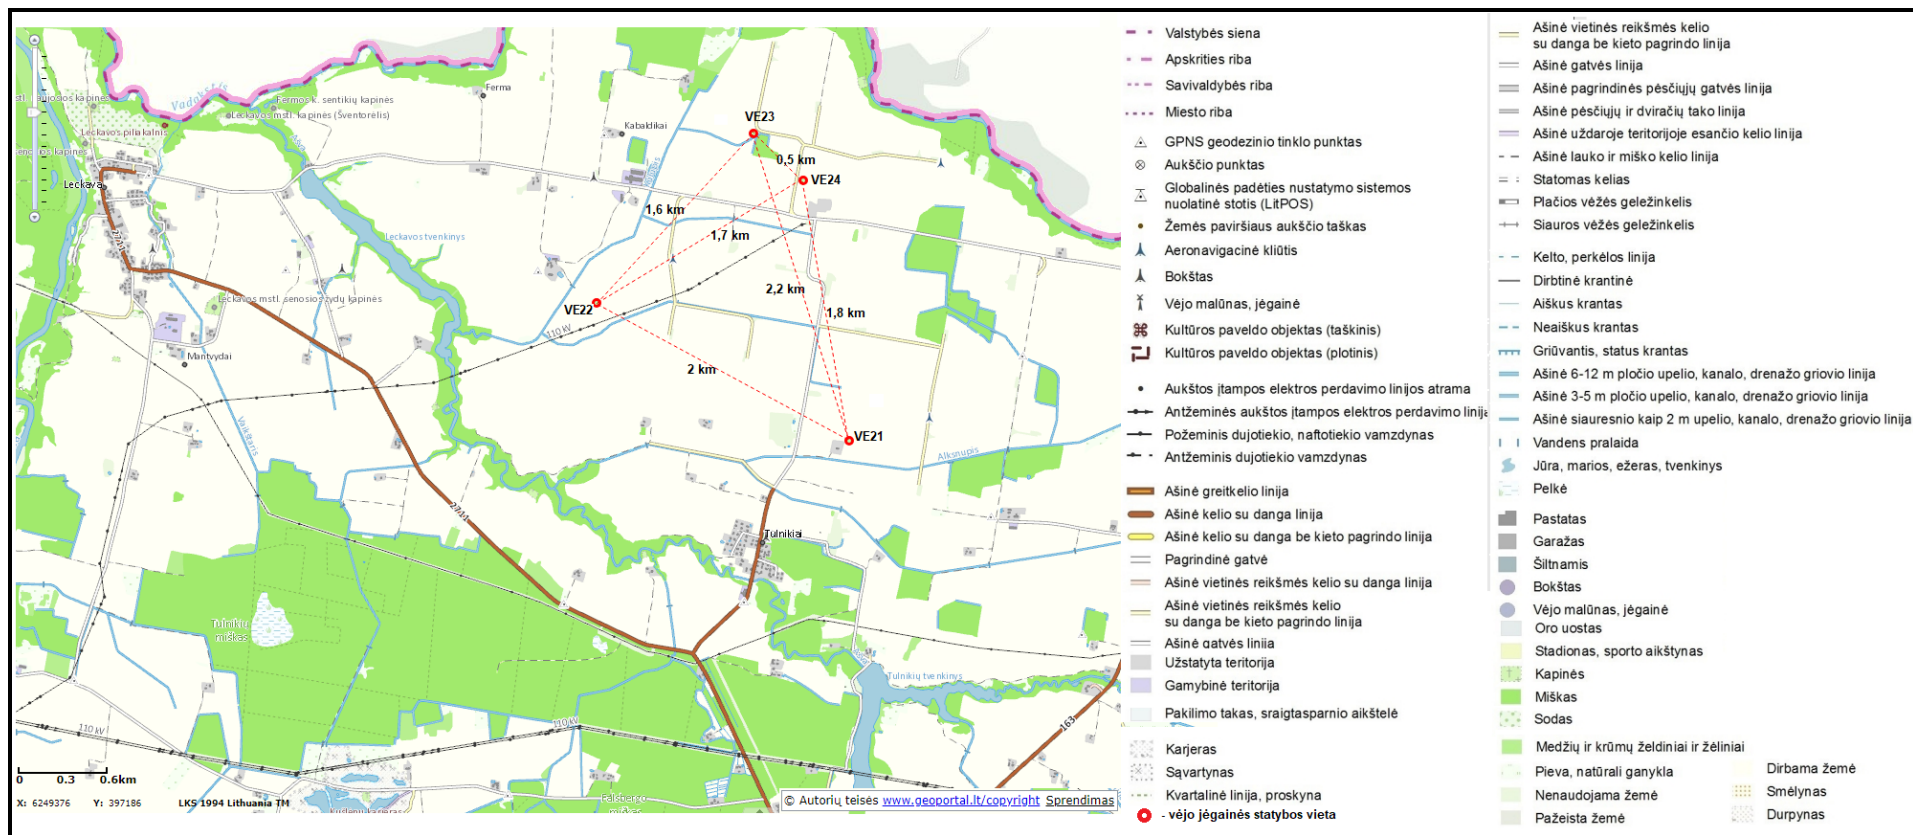 Ferma
Vadakstis
Fermos k. sentikių kapinės
Leckavos mstl. kapinės (Šventorėlis)
Leckavos piliakalnis
Kabaldikai
VE23
0,5 km
VE24
Leckava
1,6 km
1,7 km
Leckavos tvenkinys
2711
2,2 km
VE22
1,8 km
Leckavos mstl. senosios žydų kapinės
110 kV
Mantvydai
2 km
VE21
Vaikštaris
Alksnupis
2711
Tulnikiai
Tulnikių
miškas
Tulnikių tvenkinys
163
110 kV
110 kV
0 0.3 0.6km
X: 6249376 Y: 397186 LKS 1994 Lithuania TM
Falsbergo
miškas
© Autorių teisės www.geoportal.lt/copyright Sprendimas
Valstybės siena
Apskrities riba
Savivaldybės riba
Miesto riba
GPNS geodezinio tinklo punktas
Aukščio punktas
Globalinės padėties nustatymo sistemos
nuolatinė stotis (LitPOS)
Žemės paviršiaus aukščio taškas
Aeronavigacinė kliūtis
Bokštas
Vėjo malūnas, jėgainė
Kultūros paveldo objektas (taškinis)
Kultūros paveldo objektas (plotinis)
Aukštos įtampos elektros perdavimo linijos atrama
Antžeminės aukštos įtampos elektros perdavimo linija
Požeminis dujotiekio, naftotiekio vamzdynas
Antžeminis dujotiekio vamzdynas
Ašinė greitkelio linija
Ašinė kelio su danga linija
Ašinė kelio su danga be kieto pagrindo linija
Pagrindinė gatvė
Ašinė vietinės reikšmės kelio su danga linija
Ašinė vietinės reikšmės kelio
su danga be kieto pagrindo linija
Ašinė gatvės linija
Užstatyta teritorija
Gamybinė teritorija
Pakilimo takas, sraigtasparnio aikštelė
Karjeras
Sąvartynas
Kvartalinė linija, proskyna
- vėjo jėgainės statybos vieta
Ašinė vietinės reikšmės kelio
su danga be kieto pagrindo linija
Ašinė gatvės linija
Ašinė pagrindinės pėsčiųjų gatvės linija
Ašinė pėsčiųjų ir dviračių tako linija
Ašinė uždaroje teritorijoje esančio kelio linija
Ašinė lauko ir miško kelio linija
Statomas kelias
Plačios vėžės geležinkelis
Siauros vėžės geležinkelis
Kelto, perkėlos linija
Dirbtinė krantinė
Aiškus krantas
Neaiškus krantas
Griūvantis, status krantas
Ašinė 6-12 m pločio upelio, kanalo, drenažo griovio linija
Ašinė 3-5 m pločio upelio, kanalo, drenažo griovio linija
Ašinė siauresnio kaip 2 m upelio, kanalo, drenažo griovio linija
Vandens pralaida
Jūra, marios, ežeras, tvenkinys
Pelkė
Pastatas
Garažas
Šiltnamis
Bokštas
Vėjo malūnas, jėgainė
Oro uostas
Stadionas, sporto aikštynas
Kapinės
Miškas
Sodas
Medžių ir krūmų želdiniai ir žėliniai
Pieva, natūrali ganykla
Nenaudojama žemė
Pažeista žemė
Dirbama žemė
Smėlynas
Durpynas